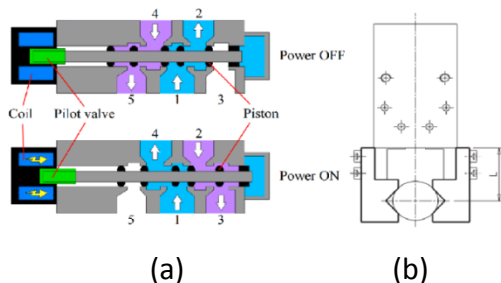 4 2
Power OFF
5 1 3
Coil Pilot valve Piston
4 2
Power ON
5 1 3
L
(a) (b)